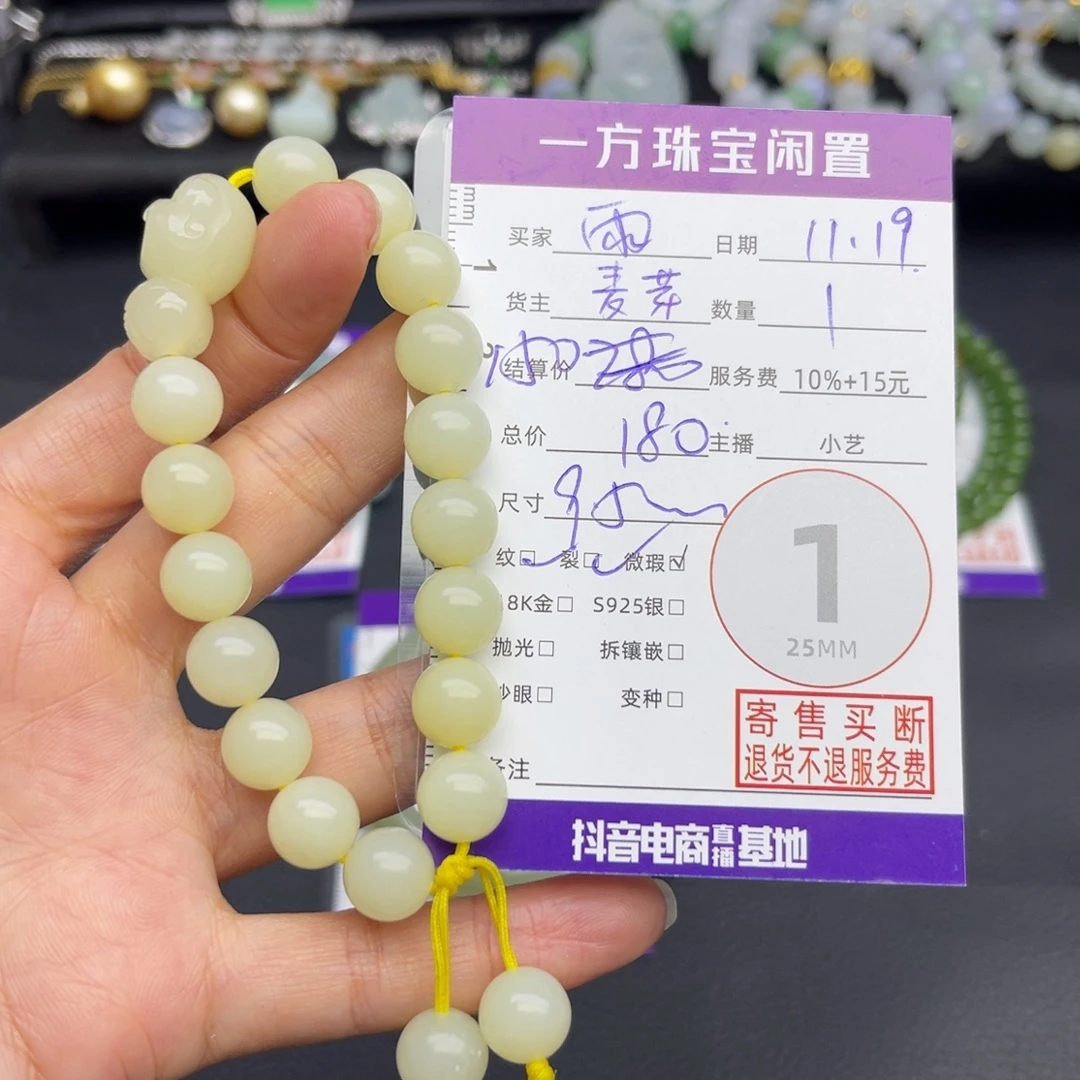 一方珠宝闲置
买家 雨 日期 11.19
货主 麦芽 数量 1
结算价 服务费 10%+15元
总价 180 主播 小艺
尺寸
纹□ 裂□ 微瑕☑
8K金□ S925银□
抛光□ 拆镶嵌□
眼□ 变种□
1
25MM
寄售买断
退货不退服务费
注
抖音电商直播基地
mm
1